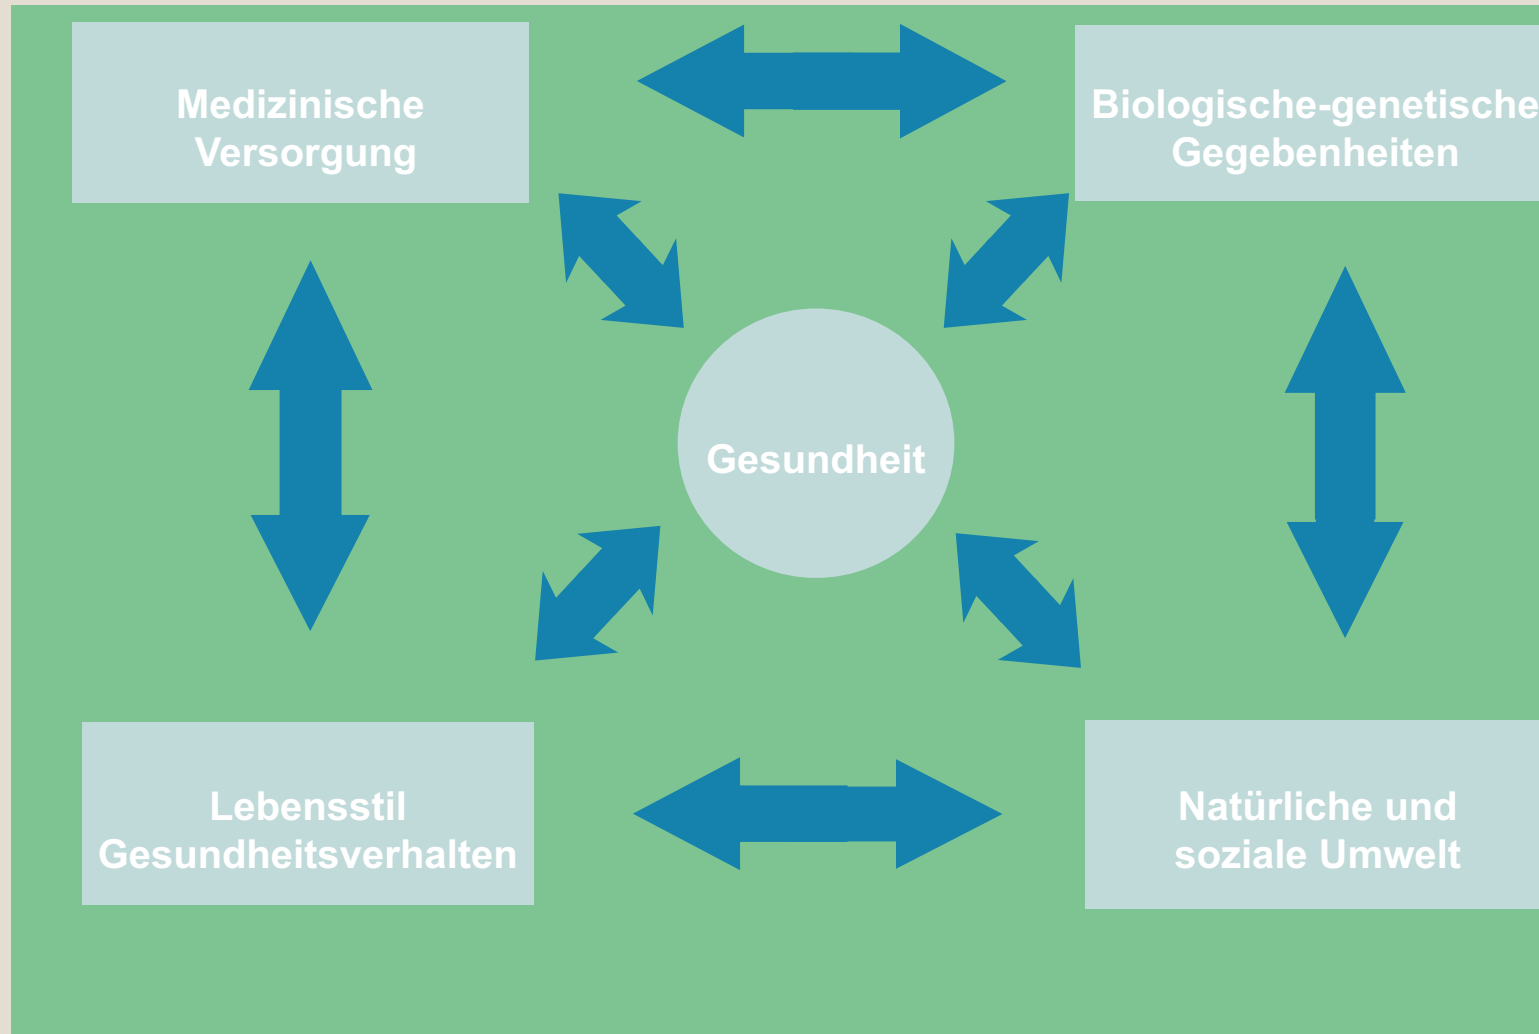 Medizinische
Versorgung
Biologische-genetische
Gegebenheiten
Gesundheit
Lebensstil
Gesundheitsverhalten
Natürliche und
soziale Umwelt